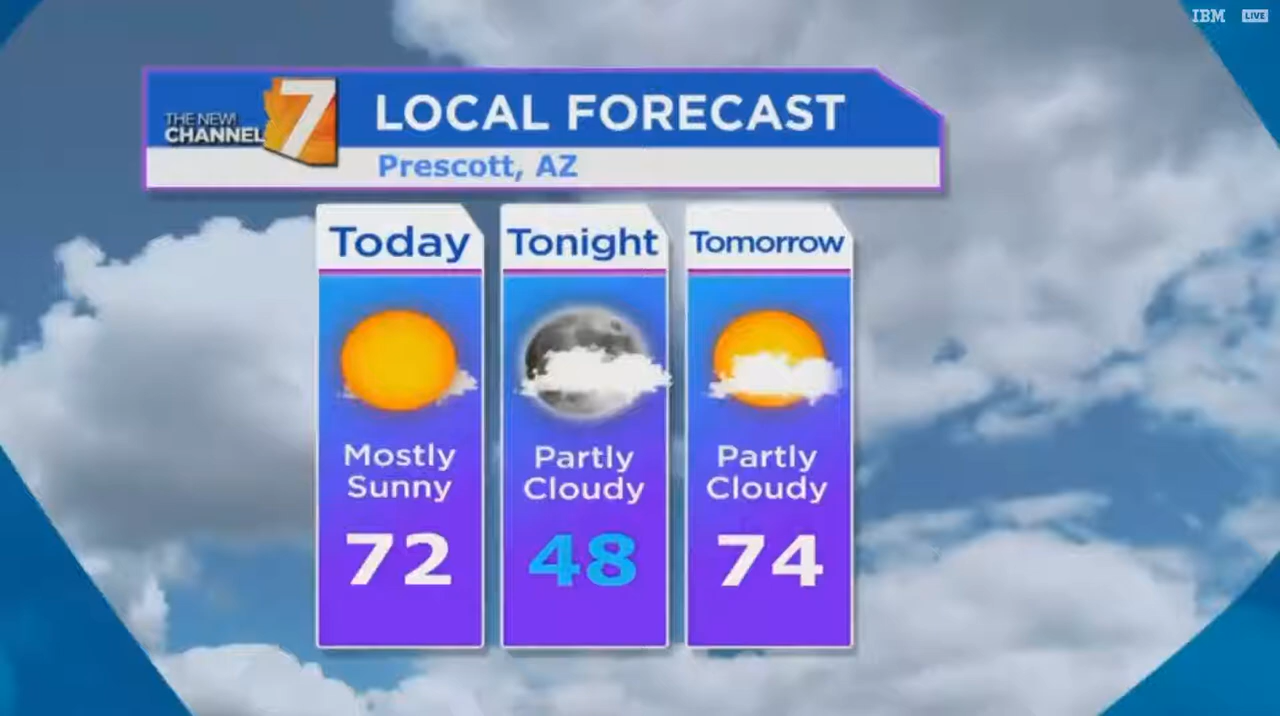 IBM LIVE
THE NEW!
CHANNEL 7
LOCAL FORECAST
Prescott, AZ
Today
Mostly
Sunny
72
Tonight
Partly
Cloudy
48
Tomorrow
Partly
Cloudy
74